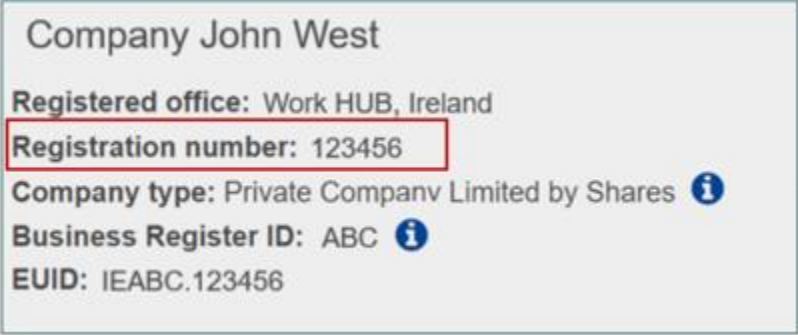 Company John West
Registered office: Work HUB, Ireland
Registration number: 123456
Company type: Private Company Limited by Shares
Business Register ID: ABC
EUID: IEABC.123456